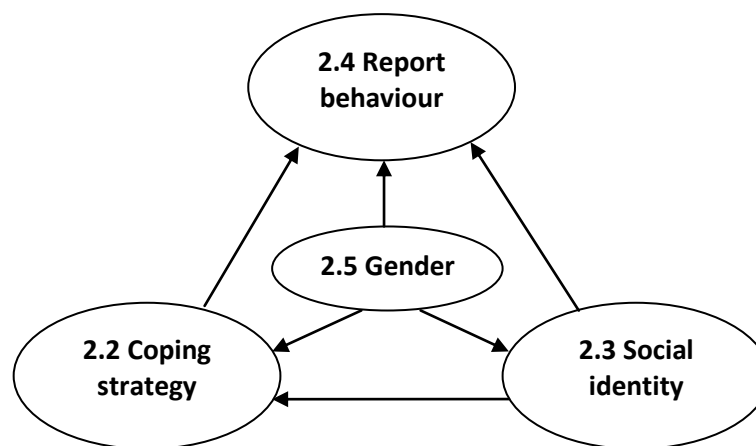 2.4 Report
behaviour
2.5 Gender
2.2 Coping
strategy
2.3 Social
identity